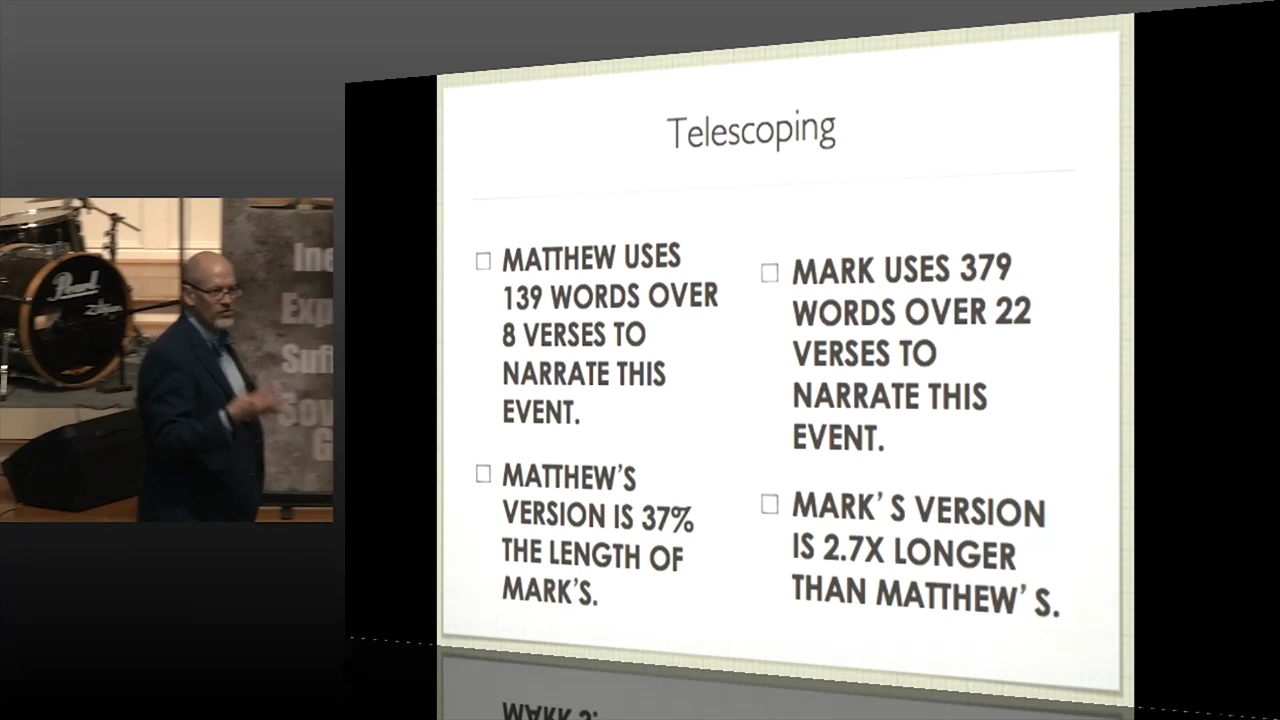 Telescoping
MATTHEW USES
139 WORDS OVER
8 VERSES TO
NARRATE THIS
EVENT.
MATTHEW'S
VERSION IS 37%
THE LENGTH OF
MARK'S.
MARK USES 379
WORDS OVER 22
VERSES TO
NARRATE THIS
EVENT.
MARK' S VERSION
IS 2.7X LONGER
THAN MATTHEW' S.
Pearl